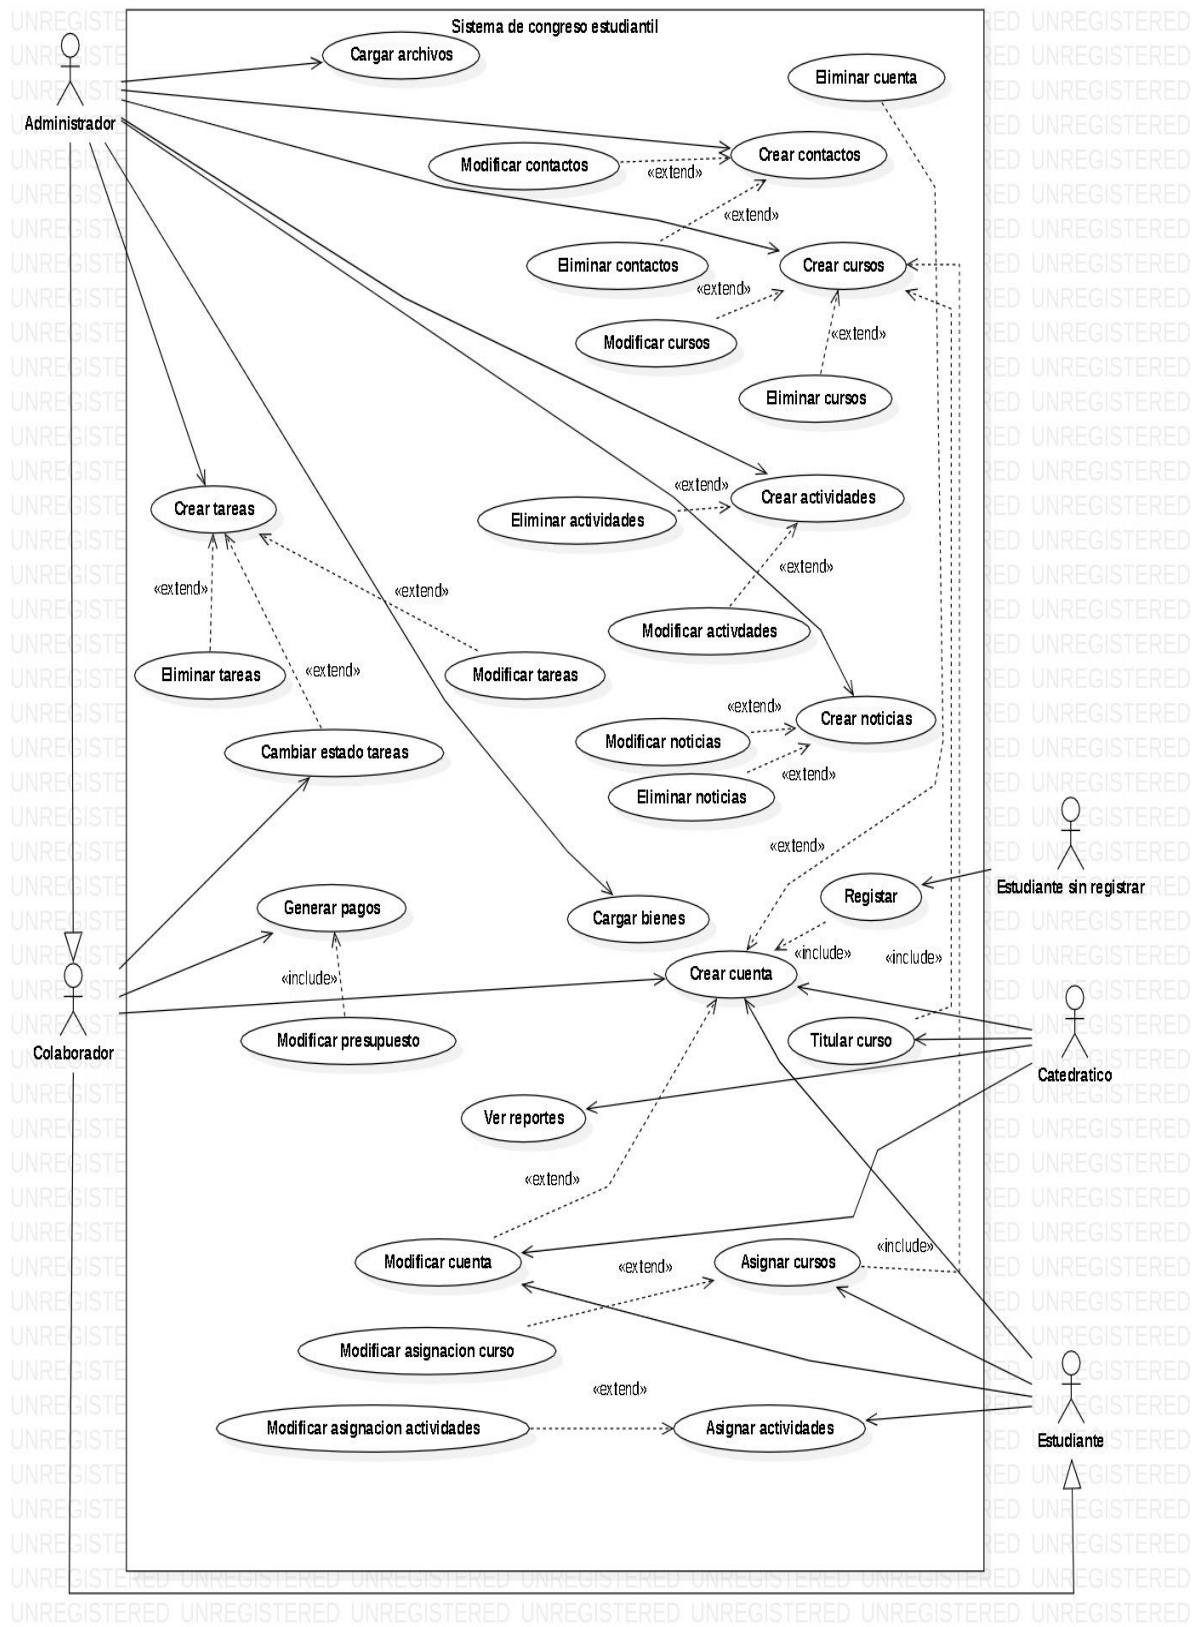 Sistema de congreso estudiantil
Cargar archivos
Eliminar cuenta
Administrador
Crear contactos
Modificar contactos
«extend»
«extend»
Eliminar contactos
Crear cursos
«extend»
Modificar cursos
«extend»
Eliminar cursos
«extend»
Crear actividades
Crear tareas
Eliminar actividades
«extend»
«extend»
«extend»
Modificar activdades
Eliminar tareas
«extend»
Modificar tareas
«extend»
Crear noticias
Modificar noticias
Cambiar estado tareas
«extend»
Eliminar noticias
«extend»
Estudiante sin registrar
Registar
Generar pagos
Cargar bienes
«include»
«include»
Crear cuenta
«include»
Modificar presupuesto
Titular curso
Colaborador
Catedratico
Ver reportes
«extend»
«include»
Modificar cuenta
Asignar cursos
«extend»
Modificar asignacion curso
«extend»
Modificar asignacion actividades
Asignar actividades
Estudiante
UNREGISTERED UNREGISTERED UNREGISTERED UNREGISTERED UNREGISTERED UNREGISTERED UNREGISTERED